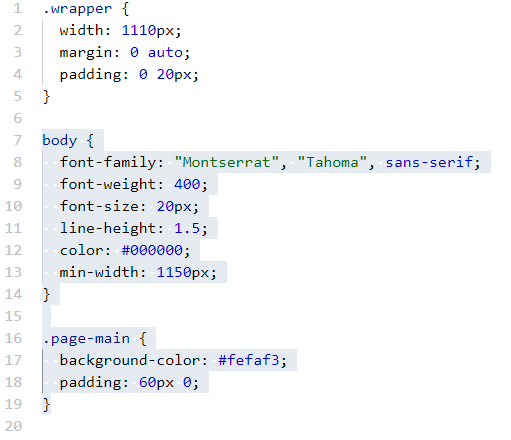 1 .wrapper {
2   width: 1110px;
3   margin: 0 auto;
4   padding: 0 20px;
5 }
6
7 body {
8   font-family: "Montserrat", "Tahoma", sans-serif;
9   font-weight: 400;
10   font-size: 20px;
11   line-height: 1.5;
12   color: #000000;
13   min-width: 1150px;
14 }
15
16 .page-main {
17   background-color: #fefaf3;
18   padding: 60px 0;
19 }
20